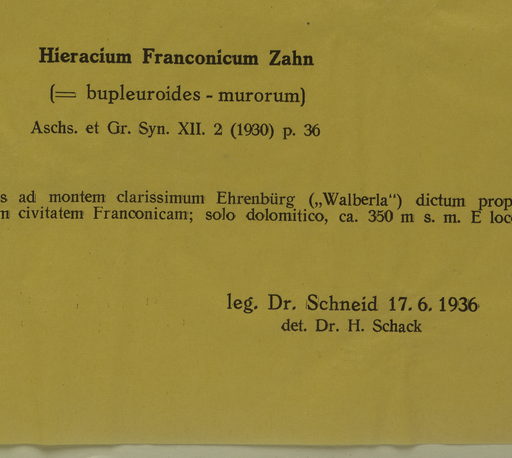 Hieracium Franconicum Zahn
(= bupleuroides - murorum)
Aschs. et Gr. Syn. XII. 2 (1930) p. 36
s ad montem clarissimum Ehrenbürg („Walberla“) dictum prop
n civitatem Franconicam; solo dolomitico, ca. 350 m s. m. E loc
leg. Dr. Schneid 17. 6. 1936
det. Dr. H. Schack